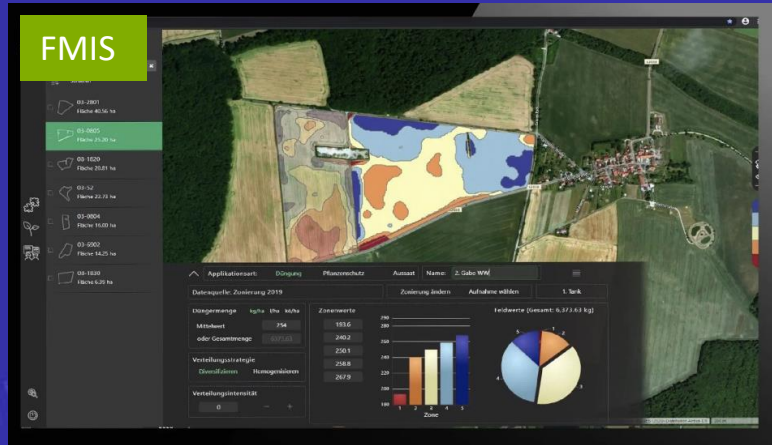 FMIS
03-2801
Fläche 40.56 ha
03-0805
Fläche 25.20 ha
03-1820
Fläche 20.81 ha
03-52
Fläche 23.73 ha
03-0804
Fläche 16.00 ha
03-6902
Fläche 14.25 ha
03-1830
Fläche 6.26 ha
Applikationsart: Düngung Pflanzenschutz Aussaat Name: 2. Gabe WW
Datenquelle: Zonierung 2019 Zonierung ändern Aufnahme wählen 1. Tank
Düngermenge kg/ha l/ha
Mittelwert 254
oder Gesamtmenge
Verteilungsstrategie
Diversifizieren Homogenisieren
Verteilungsintensität
0 - +
Zonenwerte
183.6
240.2
250.1
258.8
267.9
290
280
260
240
220
200
180
1 2 3 4 5
Zone
Feldwerte (Gesamt: 6,373.63 kg)
5 1 2
4 3